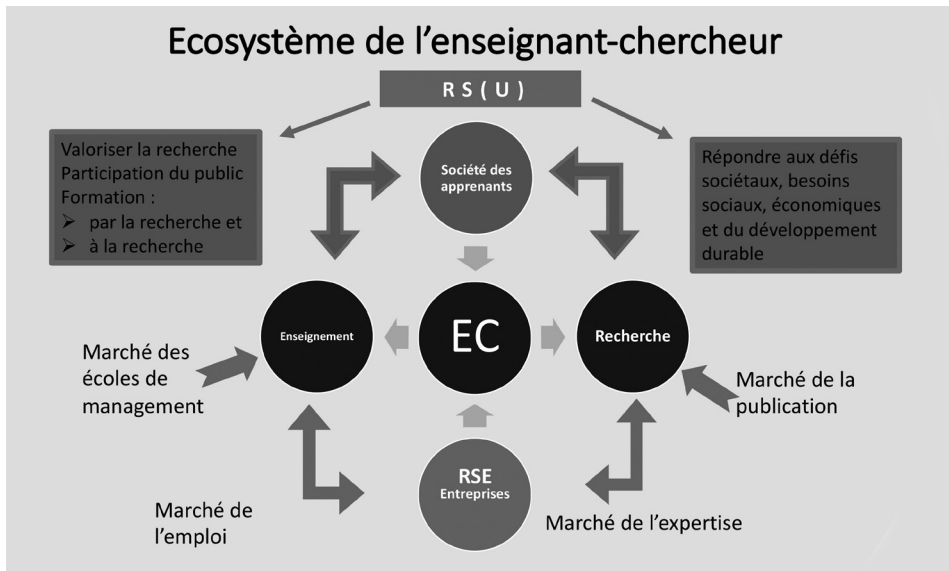 Ecosystème de l’enseignant-chercheur
R S ( U )
Valoriser la recherche
Participation du public
Formation :
➢ par la recherche et
➢ à la recherche
Société des
apprenants
Répondre aux défis
sociétaux, besoins
sociaux, économiques
et du développement
durable
Enseignement
EC
Recherche
Marché des
écoles de
management
Marché de la
publication
RSE
Entreprises
Marché de
l’emploi
Marché de l’expertise